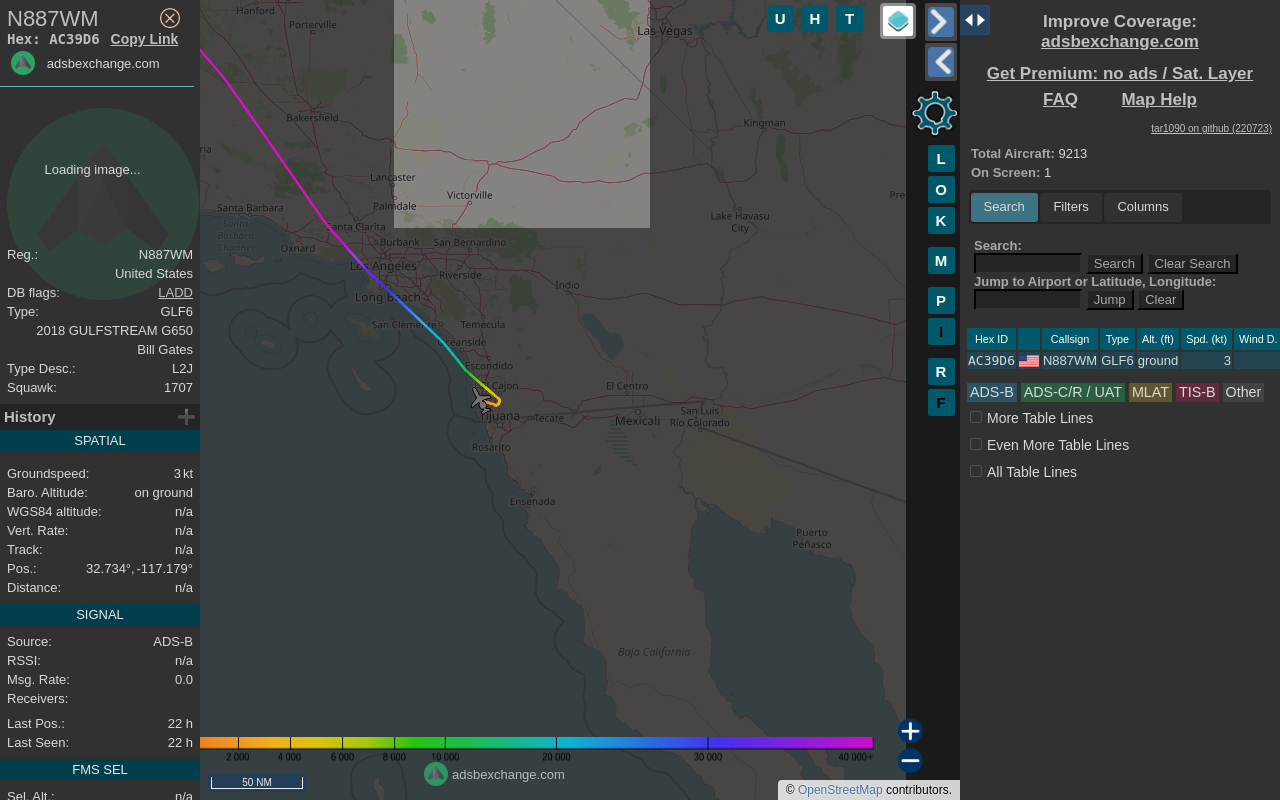 N887WM
Hex: AC39D6 Copy Link
adsbexchange.com
Loading image...
Reg.: N887WM
United States
DB flags: LADD
Type: GLF6
2018 GULFSTREAM G650
Bill Gates
Type Desc.: L2J
Squawk: 1707
History
SPATIAL
Groundspeed: 3 kt
Baro. Altitude: on ground
WGS84 altitude: n/a
Vert. Rate: n/a
Track: n/a
Pos.: 32.734°, -117.179°
Distance: n/a
SIGNAL
Source: ADS-B
RSSI: n/a
Msg. Rate: 0.0
Receivers:
Last Pos.: 22 h
Last Seen: 22 h
FMS SEL
Sel. Alt.: n/a
Hanford
Porterville
Las Vegas
Bakersfield
Kingman
Lancaster
Palmdale
Victorville
Santa Barbara
Santa
Barbara
Channel
Santa Clarita
Lake Havasu
City
Oxnard
Burbank
San Bernardino
Los Angeles
Riverside
Indio
Long Beach
San Clemente
Temecula
Oceanside
Escondido
El Cajon
El Centro
Tijuana
Tecate
Mexicali
San Luis
Río Colorado
Rosarito
Ensenada
Puerto
Peñasco
Baja California
2 000 4 000 6 000 8 000 10 000 20 000 30 000 40 000+
50 NM
adsbexchange.com
© OpenStreetMap contributors.
U H T
L
O
K
M
P
I
R
F
Improve Coverage:
adsbexchange.com
Get Premium: no ads / Sat. Layer
FAQ Map Help
tar1090 on github (220723)
Total Aircraft: 9213
On Screen: 1
Search Filters Columns
Search:
Search Clear Search
Jump to Airport or Latitude, Longitude:
Jump Clear
Hex ID Callsign Type Alt. (ft) Spd. (kt) Wind D.
AC39D6 N887WM GLF6 ground 3
ADS-B ADS-C/R / UAT MLAT TIS-B Other
More Table Lines
Even More Table Lines
All Table Lines